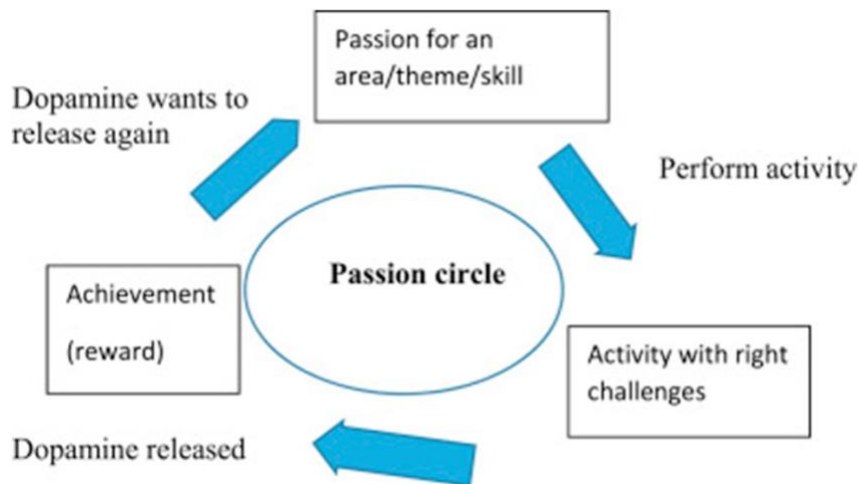 Passion for an
area/theme/skill
Dopamine wants to
release again
Perform activity
Passion circle
Achievement
(reward)
Activity with right
challenges
Dopamine released